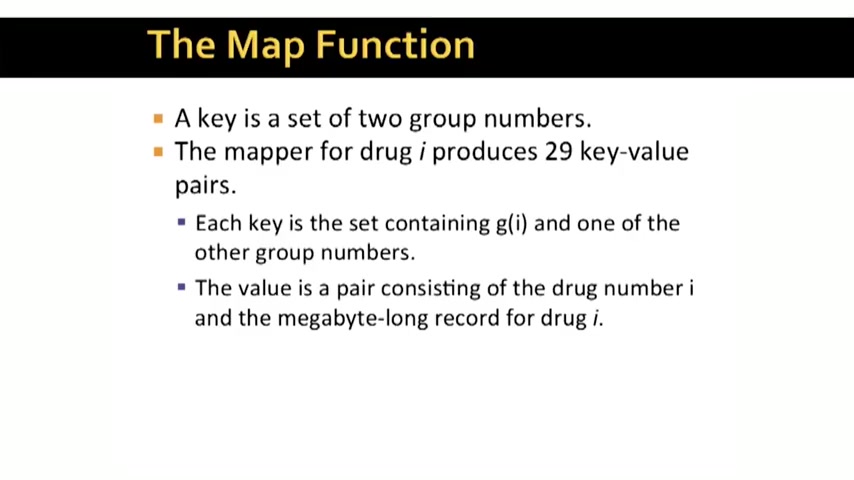 The Map Function
▪ A key is a set of two group numbers.
▪ The mapper for drug i produces 29 key-value
pairs.
▪ Each key is the set containing g(i) and one of the
other group numbers.
▪ The value is a pair consisting of the drug number i
and the megabyte-long record for drug i.